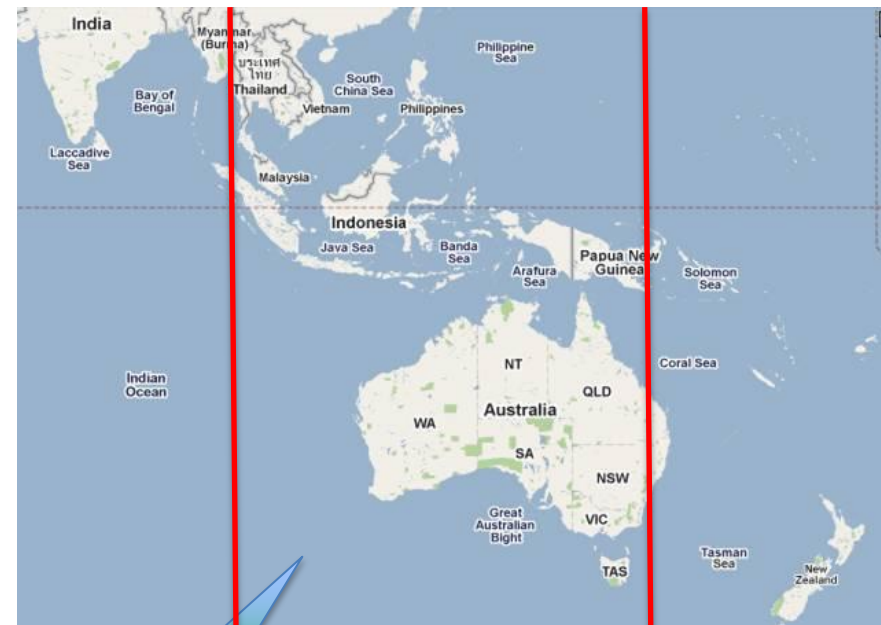 India
Myanmar
(Burma)
ประเทศ
ไทย
Thailand
Philippine
Sea
South
China Sea
Bay of
Bengal
Vietnam
Philippines
Laccadive
Sea
Malaysia
Indonesia
Java Sea
Banda
Sea
Papua New
Guinea
Arafura
Sea
Solomon
Sea
Indian
Ocean
NT
Coral Sea
QLD
Australia
WA
SA
NSW
Great
Australian
Bight
VIC
Tasman
Sea
TAS
New
Zealand